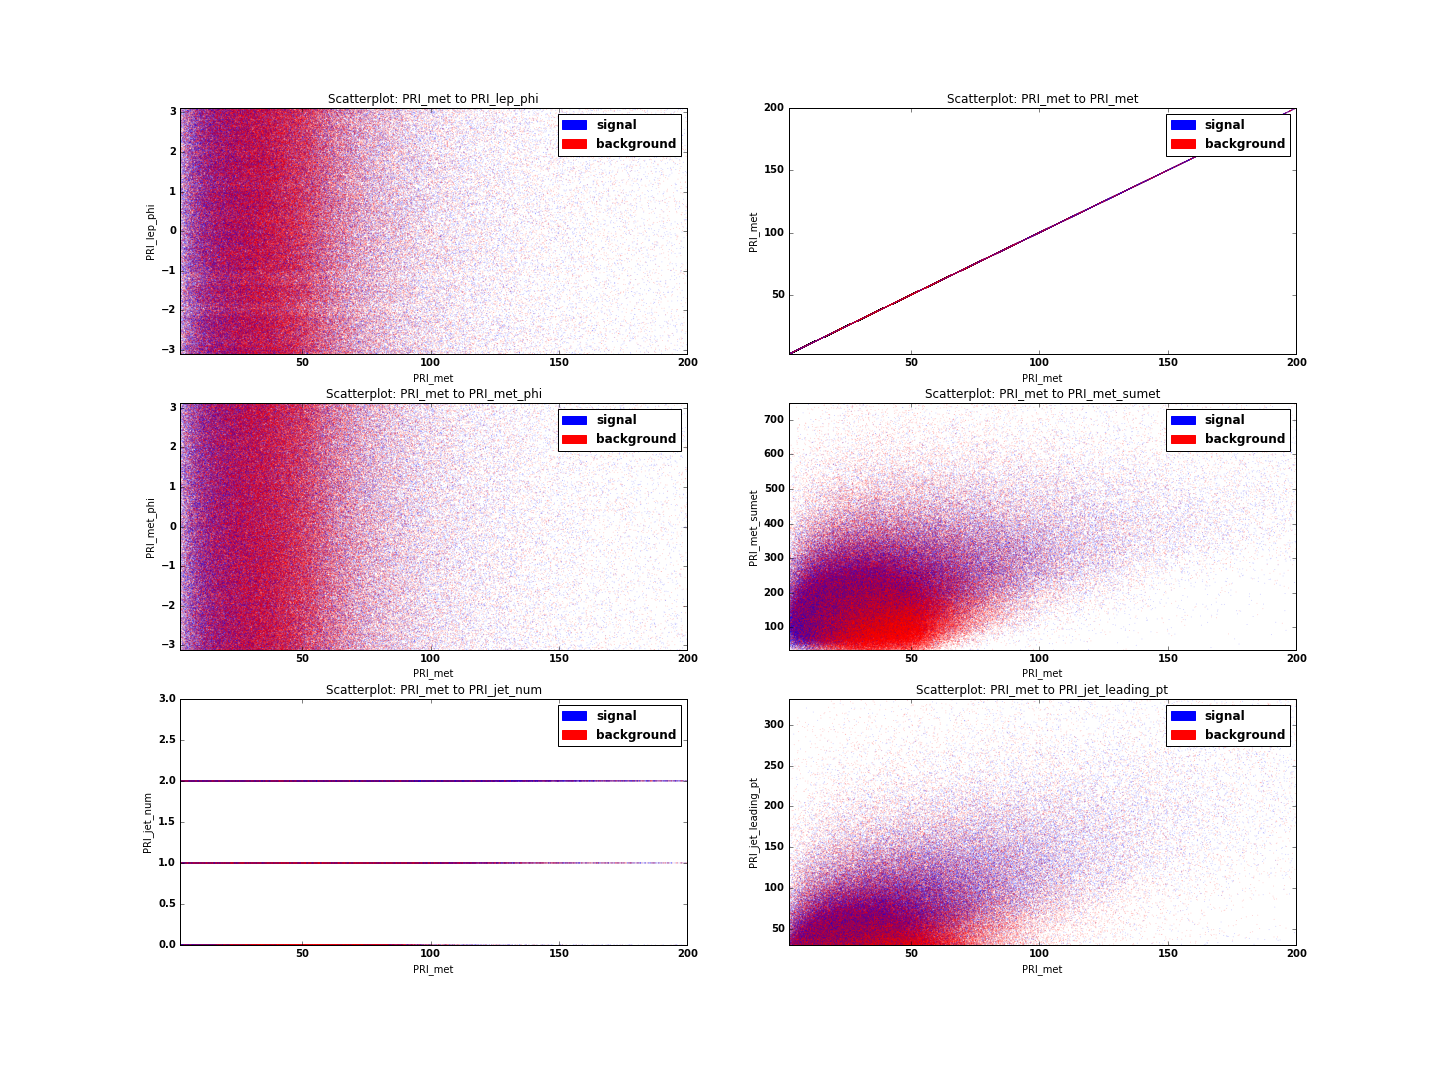 Scatterplot: PRI_met to PRI_lep_phi
3
2
1
0
−1
−2
−3
PRI_lep_phi
signal
background
50
100
150
200
PRI_met
Scatterplot: PRI_met to PRI_met
200
150
100
50
PRI_met
signal
background
50
100
150
200
PRI_met
Scatterplot: PRI_met to PRI_met_phi
3
2
1
0
−1
−2
−3
PRI_met_phi
signal
background
50
100
150
200
PRI_met
Scatterplot: PRI_met to PRI_met_sumet
700
600
500
400
300
200
100
PRI_met_sumet
signal
background
50
100
150
200
PRI_met
Scatterplot: PRI_met to PRI_jet_num
3.0
2.5
2.0
1.5
1.0
0.5
0.0
PRI_jet_num
signal
background
50
100
150
200
PRI_met
Scatterplot: PRI_met to PRI_jet_leading_pt
300
250
200
150
100
50
PRI_jet_leading_pt
signal
background
50
100
150
200
PRI_met